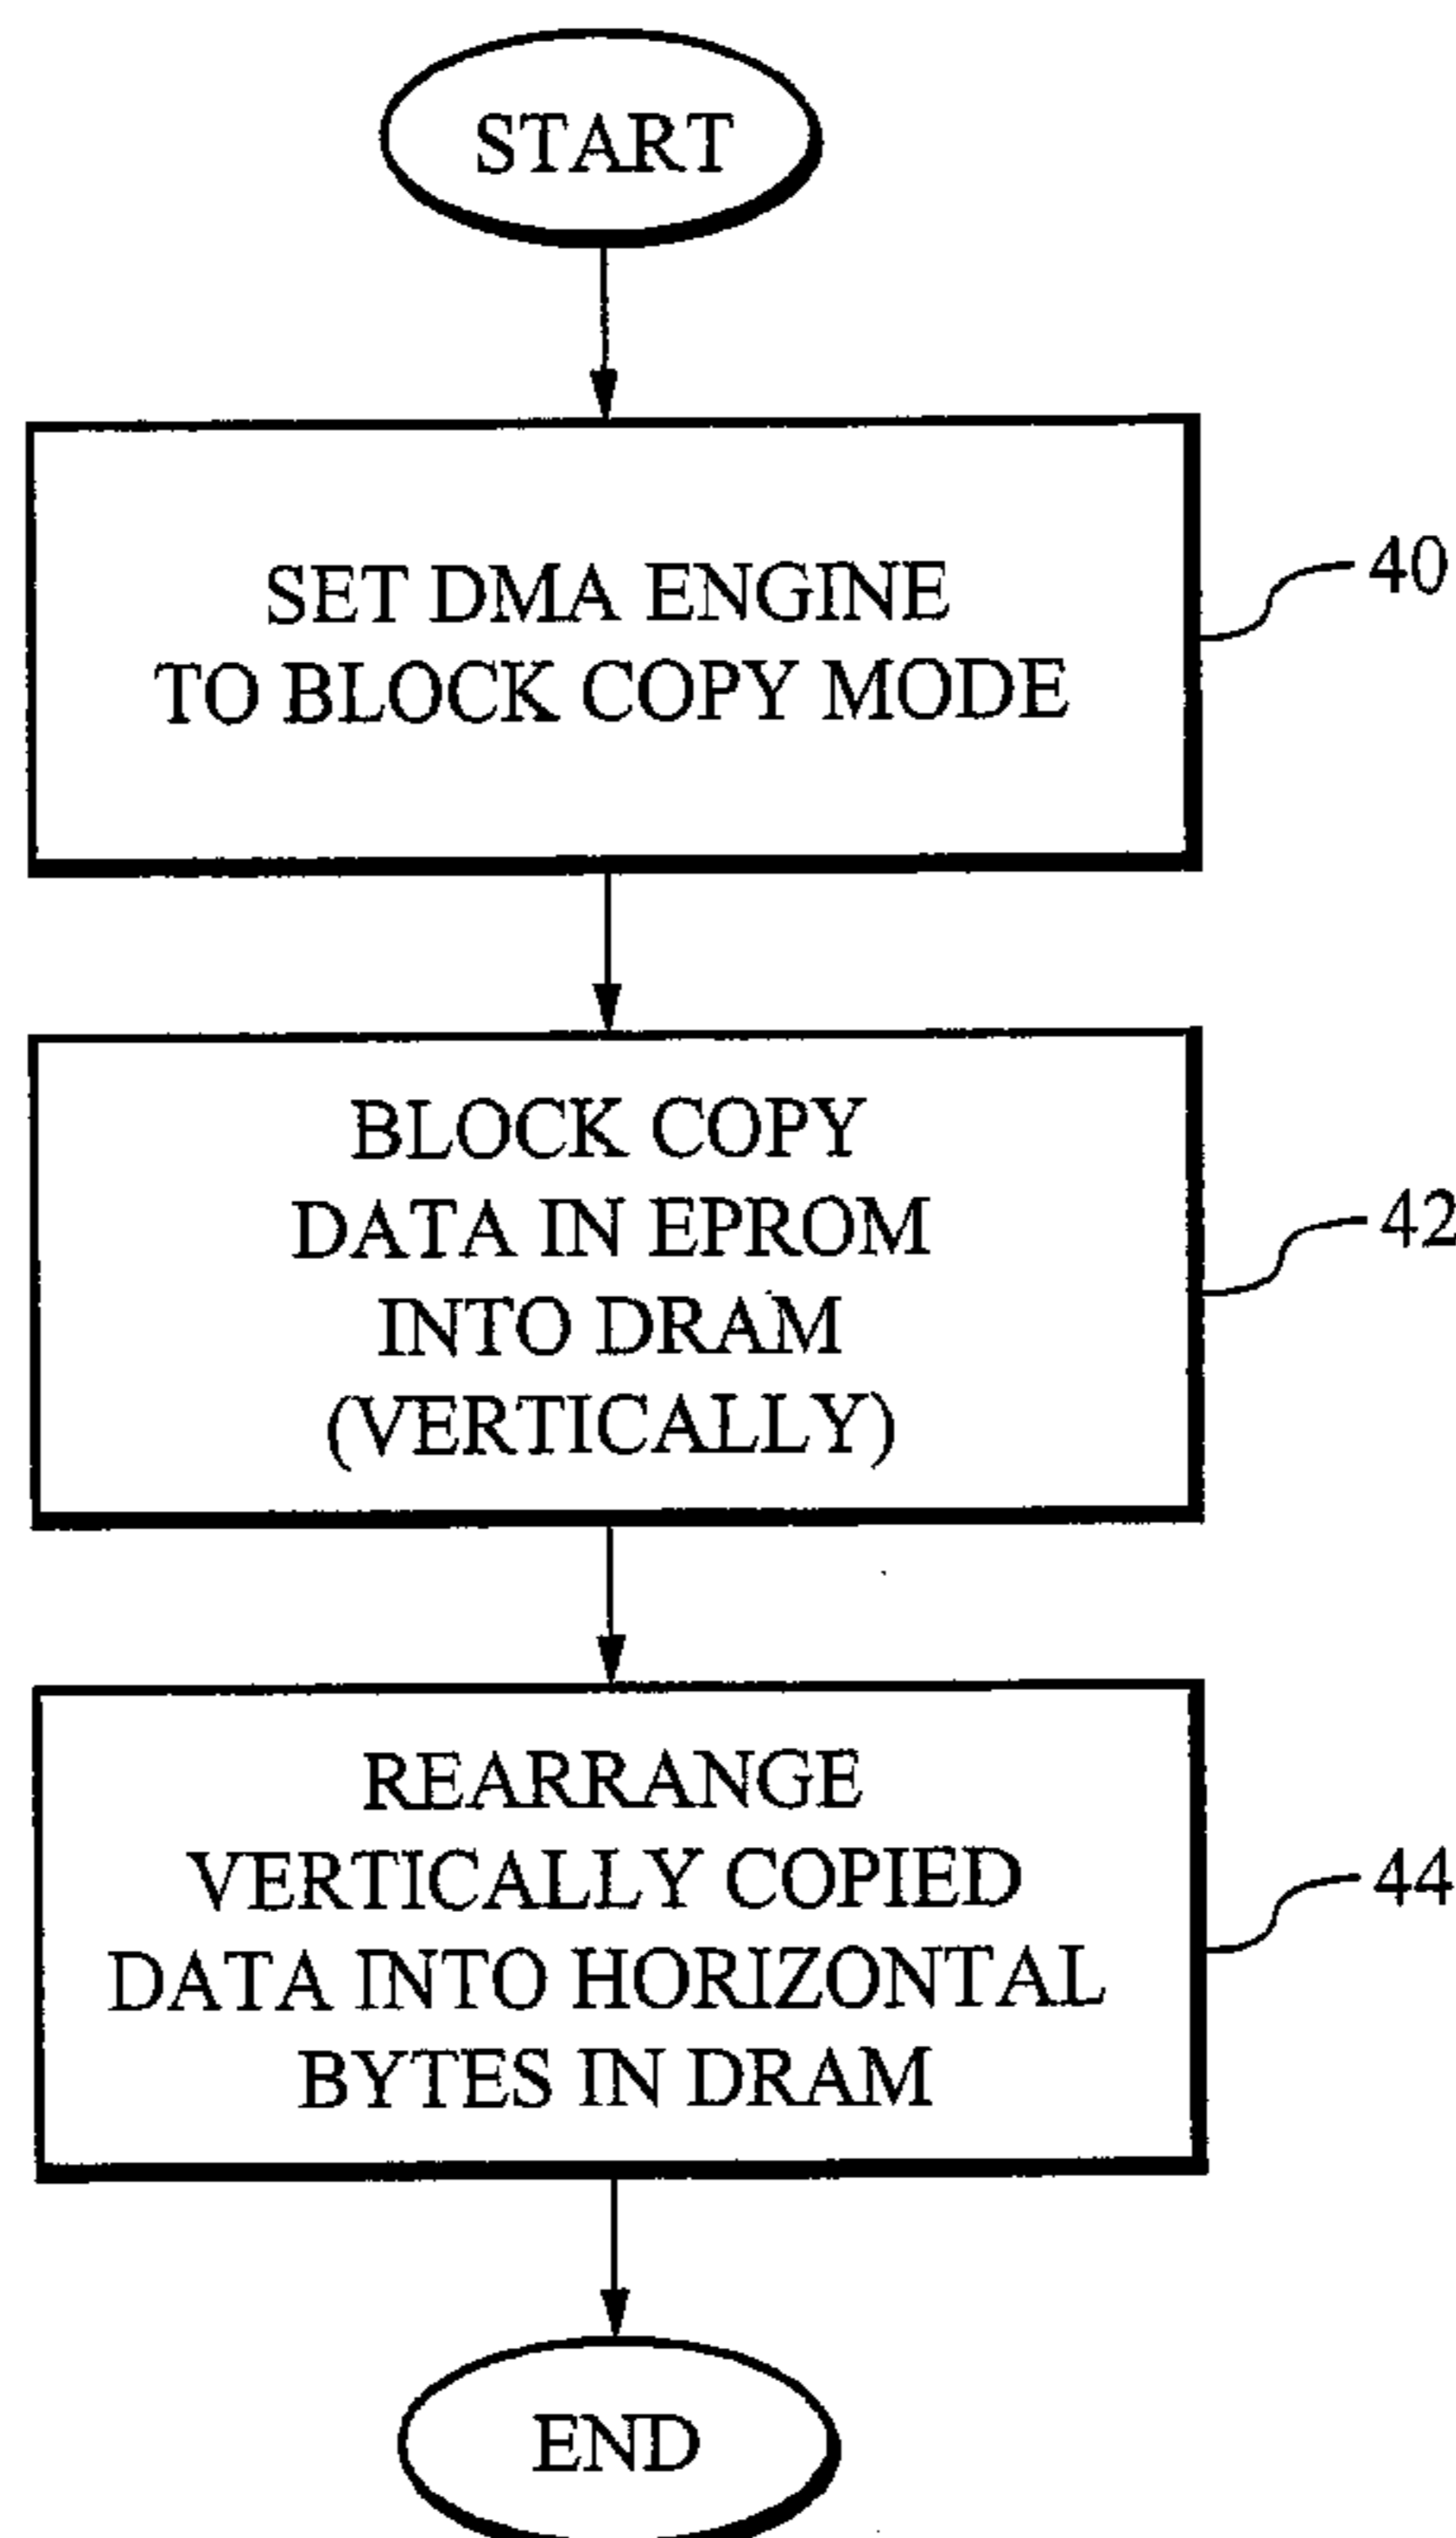 START
SET DMA ENGINE
TO BLOCK COPY MODE
40
BLOCK COPY
DATA IN EPROM
INTO DRAM
(VERTICALLY)
42
REARRANGE
VERTICALLY COPIED
DATA INTO HORIZONTAL
BYTES IN DRAM
44
END